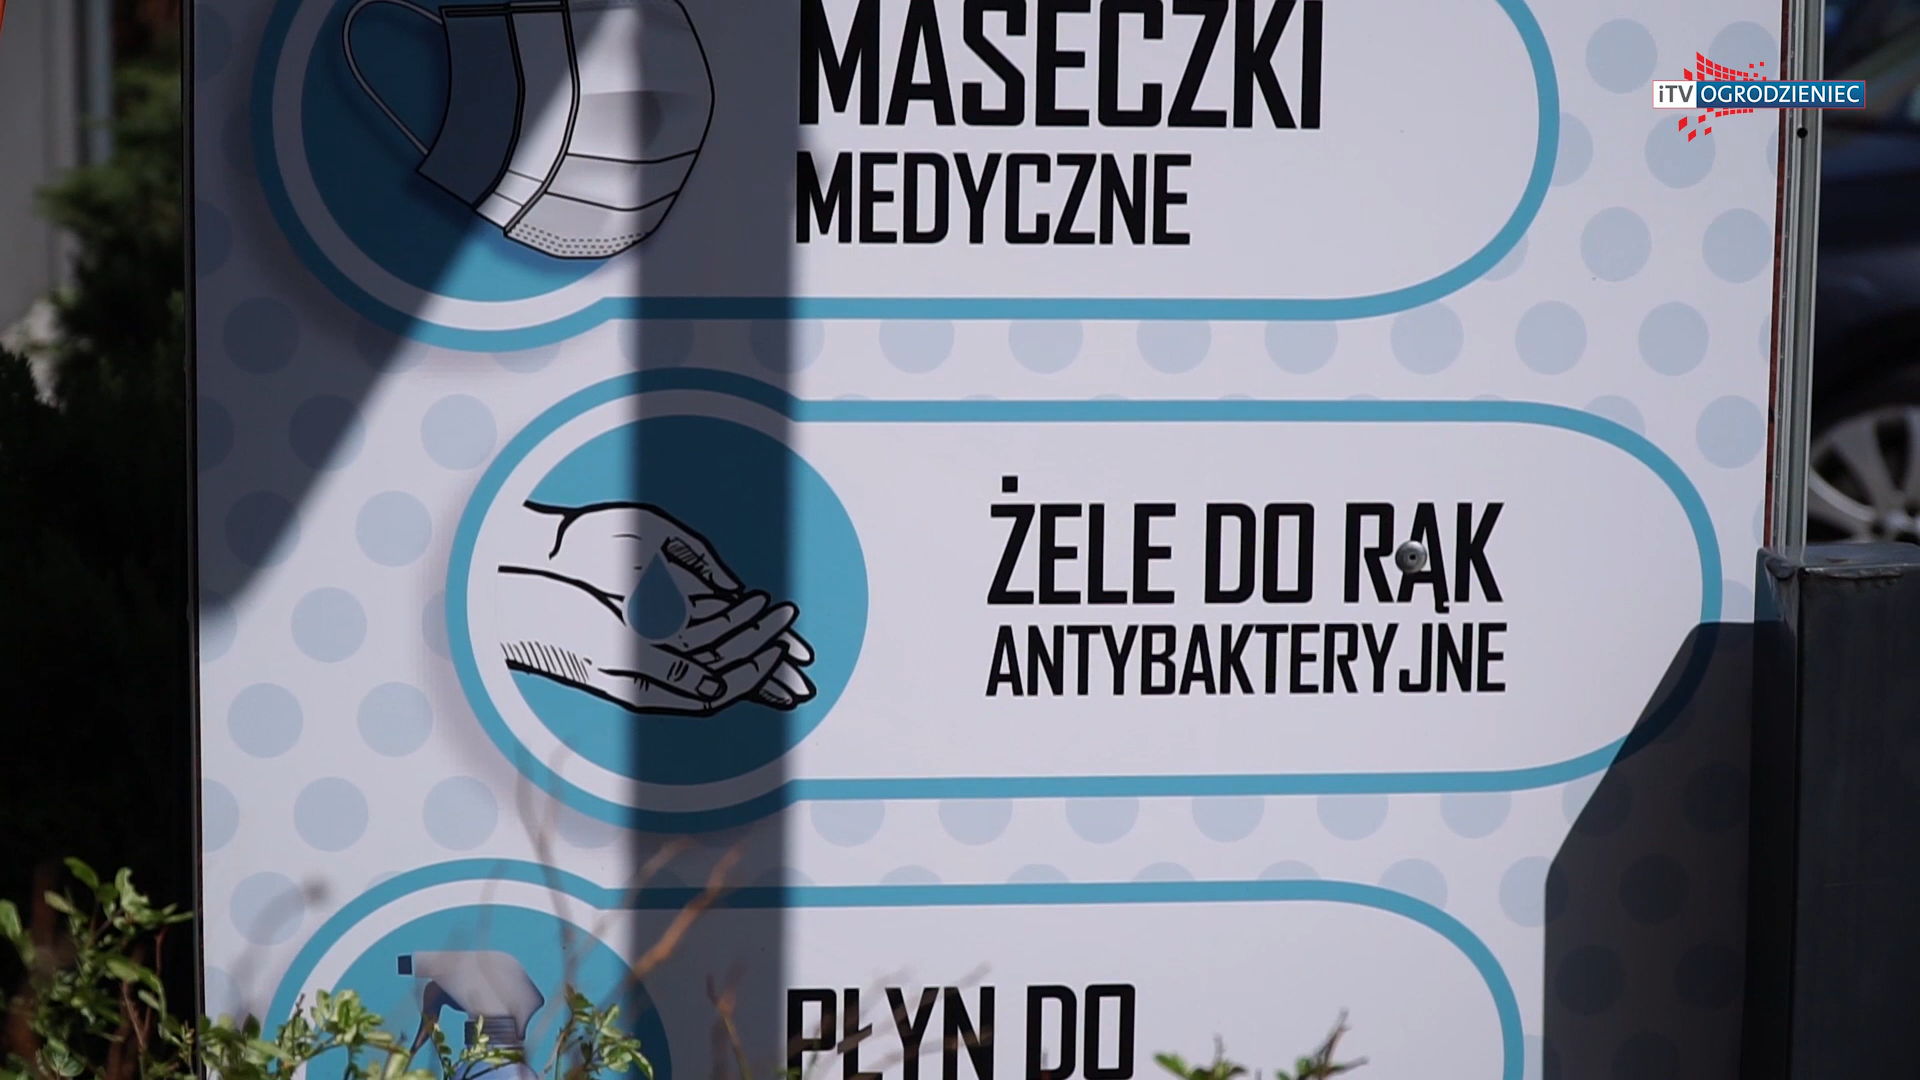 MASECZKI
MEDYCZNE
iTV OGRODZIENIEC
ŻELE DO RĄK
ANTYBAKTERYJNE
PŁYN DO